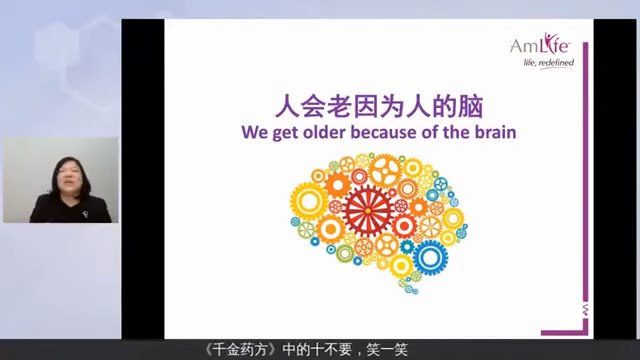 AmLife
life, redefined
人会老因为人的脑
We get older because of the brain
《千金药方》中的十不要，笑一笑